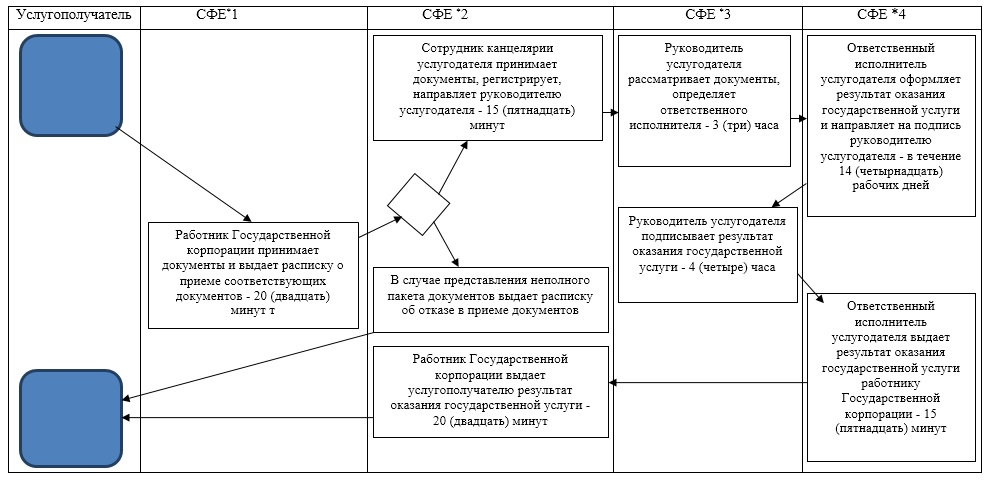 Услугополучатель СФЕ*1 СФЕ *2 СФЕ *3 СФЕ *4
Работник Государственной
корпорации принимает
документы и выдает расписку о
приеме соответствующих
документов - 20 (двадцать)
минут т
Сотрудник канцелярии
услугодателя принимает
документы, регистрирует,
направляет руководителю
услугодателя - 15 (пятнадцать)
минут
В случае представления неполного
пакета документов выдает расписку
об отказе в приеме документов
Руководитель
услугодателя
рассматривает документы,
определяет
ответственного
исполнителя - 3 (три) часа
Ответственный
исполнитель
услугодателя оформляет
результат оказания
государственной услуги
и направляет на подпись
руководителю
услугодателя - в течение
14 (четырнадцать)
рабочих дней
Руководитель услугодателя
подписывает результат
оказания государственной
услуги - 4 (четыре) часа
Ответственный
исполнитель
услугодателя выдает
результат оказания
государственной услуги
работнику
Государственной
корпорации - 15
(пятнадцать) минут
Работник Государственной
корпорации выдает
услугополучателю результат
оказания государственной услуги -
20 (двадцать) минут